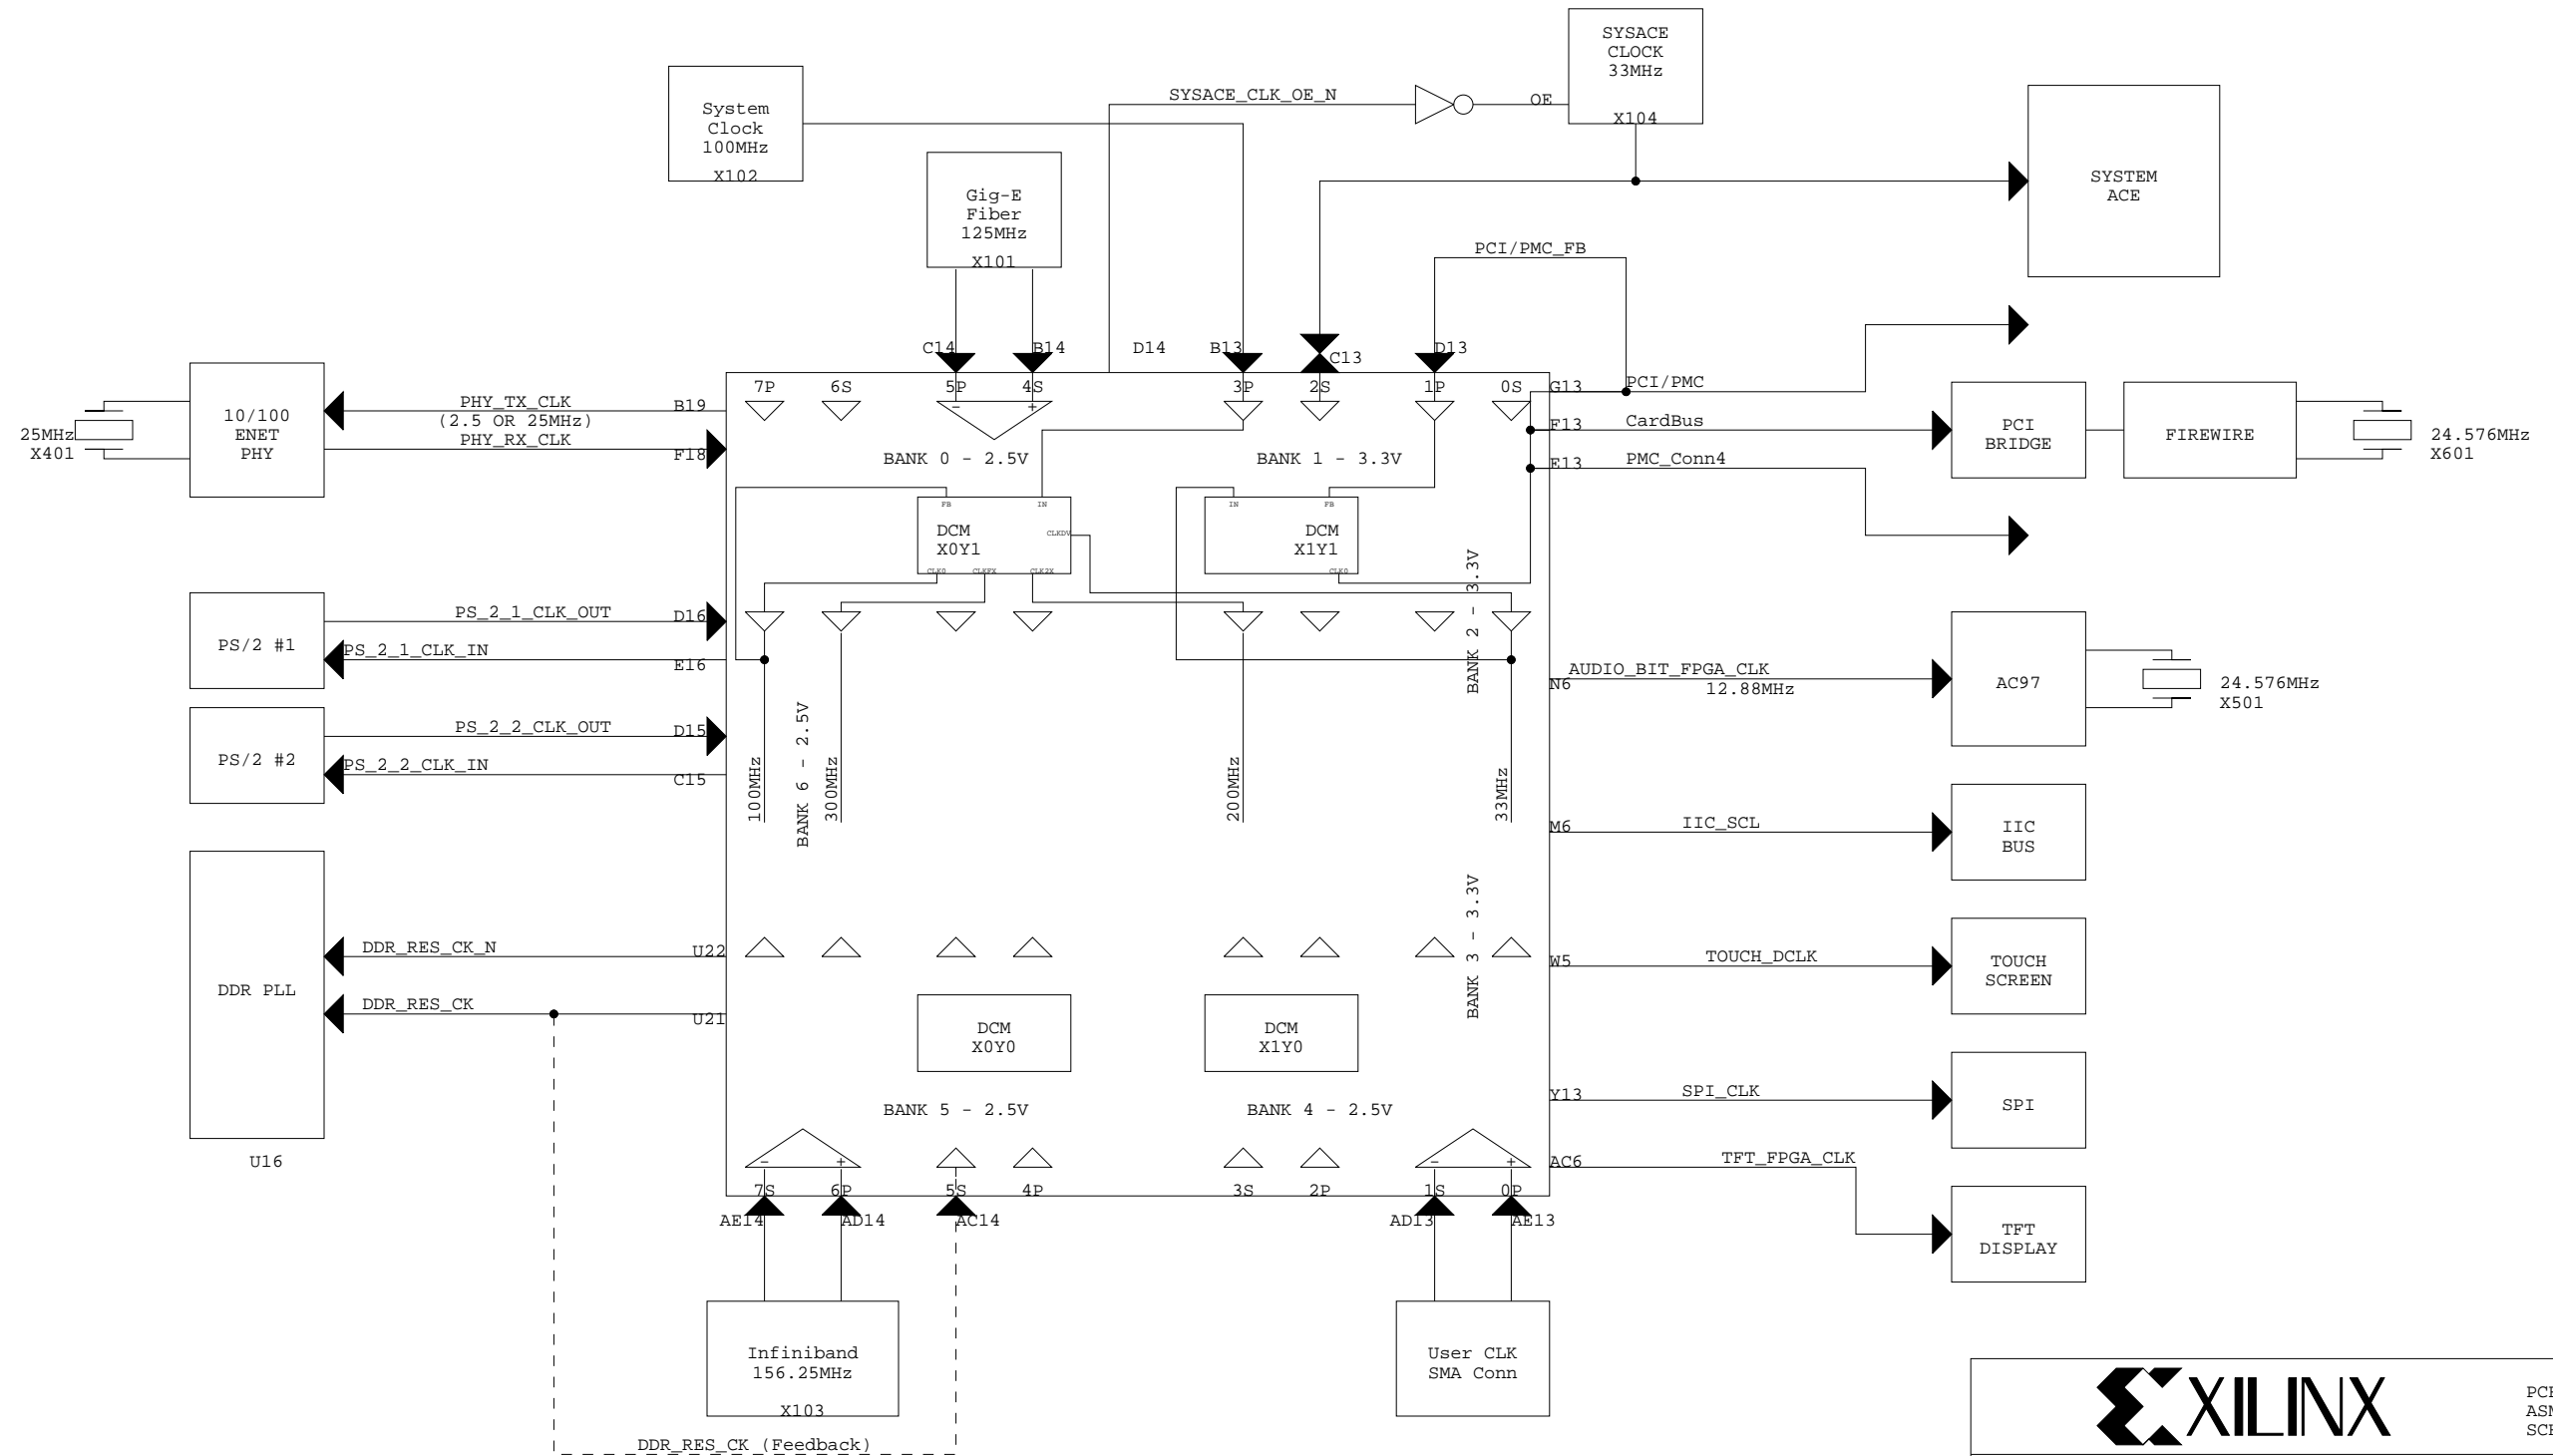 SYSACE
CLOCK
33MHz
X104
OE
SYSACE_CLK_OE_N
System
Clock
100MHz
X102
Gig-E
Fiber
125MHz
X101
SYSTEM
ACE
PCI/PMC_FB
C14
B14
D14
B13
C13
D13
7P
6S
5P
4S
3P
2S
1P
0S
-
+
25MHz
X401
10/100
ENET
PHY
PHY_TX_CLK
(2.5 OR 25MHz)
PHY_RX_CLK
B19
F18
BANK 0 - 2.5V
BANK 1 - 3.3V
G13
PCI/PMC
F13
CardBus
E13
PMC_Conn4
PCI
BRIDGE
FIREWIRE
24.576MHz
X601
FB
IN
DCM
X0Y1
CLKDV
CLK0
CLKFX
CLK2X
IN
FB
DCM
X1Y1
CLK0
BANK 2 - 3.3V
PS/2 #1
PS_2_1_CLK_OUT
D16
PS_2_1_CLK_IN
E16
PS/2 #2
PS_2_2_CLK_OUT
D15
PS_2_2_CLK_IN
C15
100MHz
BANK 6 - 2.5V
300MHz
200MHz
33MHz
AUDIO_BIT_FPGA_CLK
N6
12.88MHz
AC97
24.576MHz
X501
M6
IIC_SCL
IIC
BUS
DDR PLL
U16
DDR_RES_CK_N
U22
DDR_RES_CK
U21
BANK 3 - 3.3V
W5
TOUCH_DCLK
TOUCH
SCREEN
DCM
X0Y0
DCM
X1Y0
BANK 5 - 2.5V
BANK 4 - 2.5V
Y13
SPI_CLK
SPI
AC6
TFT_FPGA_CLK
TFT
DISPLAY
-
+
-
+
7S
6P
5S
4P
3S
2P
1S
0P
AE14
AD14
AC14
AD13
AE13
Infiniband
156.25MHz
X103
User CLK
SMA Conn
DDR_RES_CK (Feedback)
XILINX